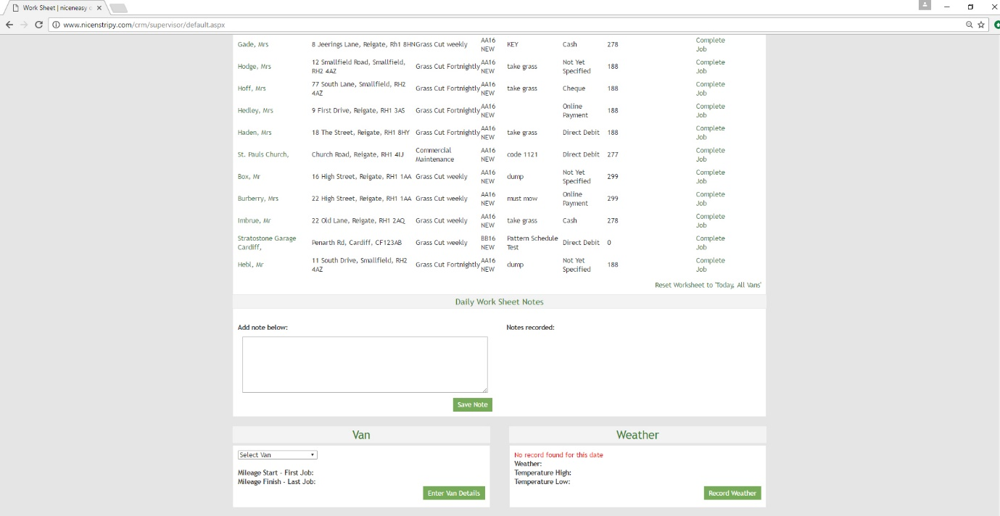 Work Sheet | niceneasy c
www.nicenstripy.com/crm/supervisor/default.aspx
Gade, Mrs 8 Jeerings Lane, Reigate, Rh1 8HN Grass Cut weekly AA16 NEW KEY Cash 278 Complete Job
Hodge, Mrs 12 Smallfield Road, Smallfield, RH2 4AZ Grass Cut Fortnightly AA16 NEW take grass Not Yet Specified 188 Complete Job
Hoff, Mrs 77 South Lane, Smallfield, RH2 4AZ Grass Cut Fortnightly AA16 NEW take grass Cheque 188 Complete Job
Hedley, Mrs 9 First Drive, Reigate, RH1 3AS Grass Cut Fortnightly AA16 NEW Online Payment 188 Complete Job
Haden, Mrs 18 The Street, Reigate, RH1 8HY Grass Cut Fortnightly AA16 NEW take grass Direct Debit 188 Complete Job
St. Pauls Church, Church Road, Reigate, RH1 4IJ Commercial Maintenance AA16 NEW code 1121 Direct Debit 277 Complete Job
Box, Mr 16 High Street, Reigate, RH1 1AA Grass Cut weekly AA16 NEW dump Not Yet Specified 299 Complete Job
Burberry, Mrs 22 High Street, Reigate, RH1 1AA Grass Cut weekly AA16 NEW must mow Online Payment 299 Complete Job
Imbrue, Mr 22 Old Lane, Reigate, RH1 2AQ Grass Cut weekly AA16 NEW take grass Cash 278 Complete Job
Stratostone Garage Cardiff, Penarth Rd, Cardiff, CF123AB Grass Cut weekly BB16 NEW Pattern Schedule Test Direct Debit 0 Complete Job
Hebl, Mr 11 South Drive, Smallfield, RH2 4AZ Grass Cut Fortnightly AA16 NEW dump Not Yet Specified 188 Complete Job
Reset Worksheet to 'Today, All Vans'
Daily Work Sheet Notes
Add note below:
Notes recorded:
Save Note
Van
Select Van
Mileage Start - First Job:
Mileage Finish - Last Job:
Enter Van Details
Weather
No record found for this date
Weather:
Temperature High:
Temperature Low:
Record Weather